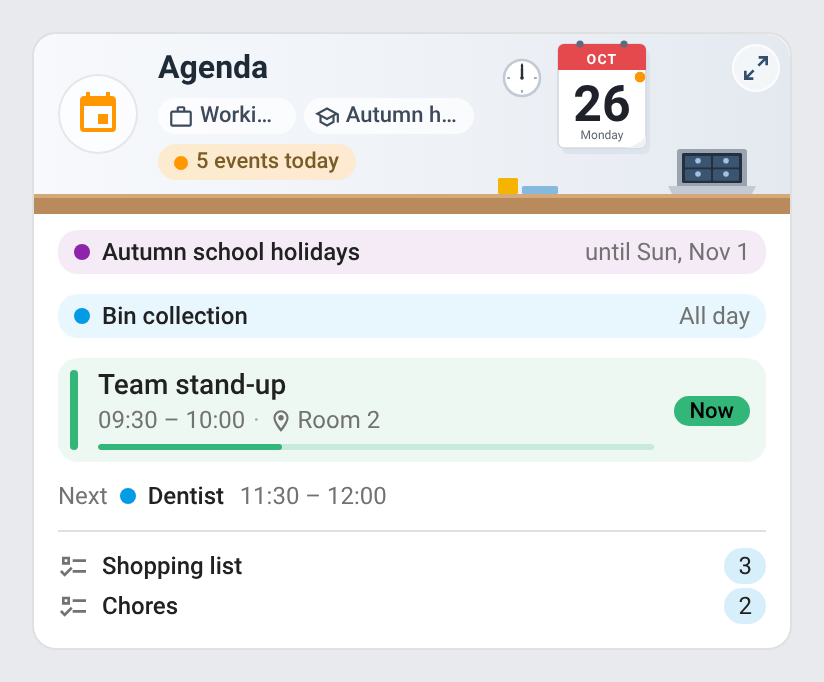 Agenda
Worki...
Autumn h...
5 events today
OCT
26
Monday
Autumn school holidays until Sun, Nov 1
Bin collection All day
Team stand-up
09:30 – 10:00 · Room 2
Now
Next Dentist 11:30 – 12:00
Shopping list 3
Chores 2